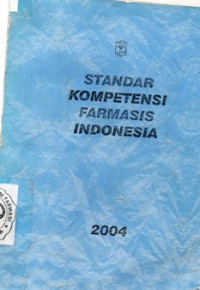 STANDAR
KOMPETENSI
FARMASIS
INDONESIA
2004